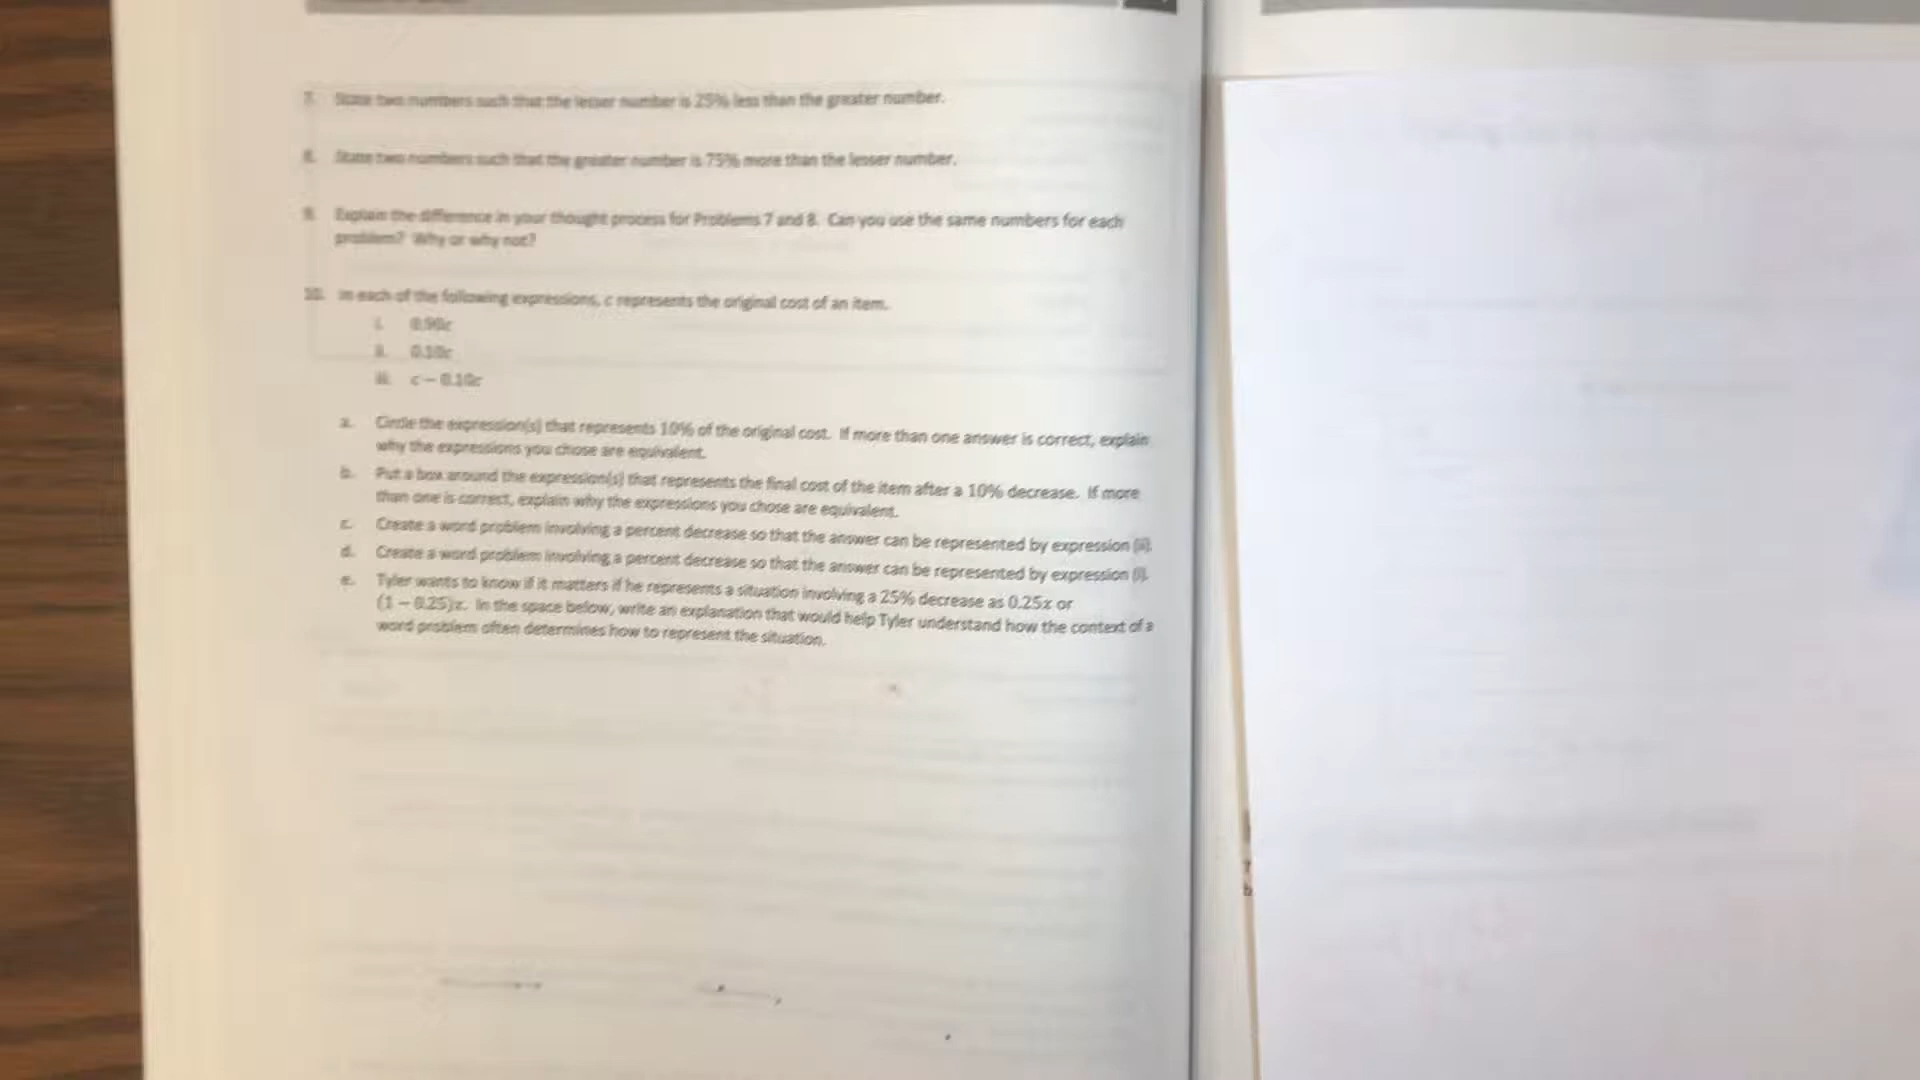 7. State two numbers such that the lesser number is 25% less than the greater number.
8. State two numbers such that the greater number is 75% more than the lesser number.
9. Explain the difference in your thought process for Problems 7 and 8. Can you use the same numbers for each
problem? Why or why not?
10. In each of the following expressions, c represents the original cost of an item.
i. 0.90c
ii. 0.10c
iii. c − 0.10c
a. Circle the expression(s) that represents 10% of the original cost. If more than one answer is correct, explain
why the expressions you chose are equivalent.
b. Put a box around the expression(s) that represents the final cost of the item after a 10% decrease. If more
than one is correct, explain why the expressions you chose are equivalent.
c. Create a word problem involving a percent decrease so that the answer can be represented by expression (ii).
d. Create a word problem involving a percent decrease so that the answer can be represented by expression (i).
e. Tyler wants to know if it matters if he represents a situation involving a 25% decrease as 0.25x or
(1 − 0.25)x. In the space below, write an explanation that would help Tyler understand how the context of a
word problem often determines how to represent the situation.